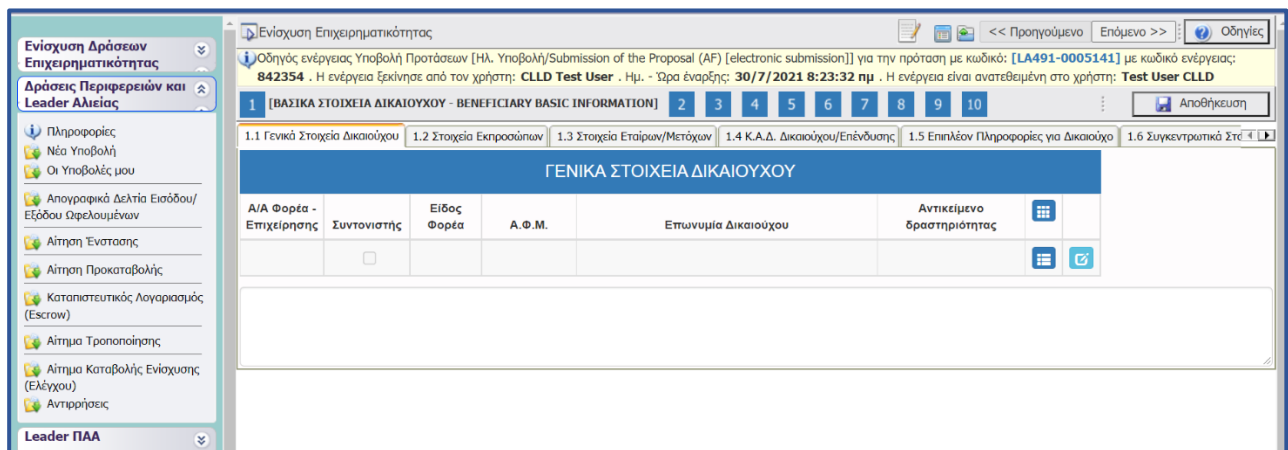 Ενίσχυση Δράσεων
Επιχειρηματικότητας
Δράσεις Περιφερειών και
Leader Αλιείας
Πληροφορίες
Νέα Υποβολή
Οι Υποβολές μου
Απογραφικά Δελτία Εισόδου/
Εξόδου Ωφελουμένων
Αίτηση Ένστασης
Αίτηση Προκαταβολής
Καταπιστευτικός Λογαριασμός
(Escrow)
Αίτημα Τροποποίησης
Αίτημα Καταβολής Ενίσχυσης
(Ελέγχου)
Αντιρρήσεις
Leader ΠΑΑ
Ενίσχυση Επιχειρηματικότητας
<< Προηγούμενο Επόμενο >> Οδηγίες
Οδηγός ενέργειας Υποβολή Προτάσεων [Ηλ. Υποβολή/Submission of the Proposal (AF) [electronic submission]] για την πρόταση με κωδικό: [LA491-0005141] με κωδικό ενέργειας:
842354 . Η ενέργεια ξεκίνησε από τον χρήστη: CLLD Test User . Ημ. - Ώρα έναρξης: 30/7/2021 8:23:32 πμ . Η ενέργεια είναι ανατεθειμένη στο χρήστη: Test User CLLD
1 [ΒΑΣΙΚΑ ΣΤΟΙΧΕΙΑ ΔΙΚΑΙΟΥΧΟΥ - BENEFICIARY BASIC INFORMATION] 2 3 4 5 6 7 8 9 10 Αποθήκευση
1.1 Γενικά Στοιχεία Δικαιούχου 1.2 Στοιχεία Εκπροσώπων 1.3 Στοιχεία Εταίρων/Μετόχων 1.4 Κ.Α.Δ. Δικαιούχου/Επένδυσης 1.5 Επιπλέον Πληροφορίες για Δικαιούχο 1.6 Συγκεντρωτικά
ΓΕΝΙΚΑ ΣΤΟΙΧΕΙΑ ΔΙΚΑΙΟΥΧΟΥ
Α/Α Φορέα -
Επιχείρησης Συντονιστής Είδος
Φορέα Α.Φ.Μ. Επωνυμία Δικαιούχου Αντικείμενο
δραστηριότητας